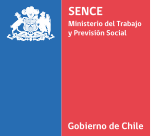 SENCE
Ministerio del Trabajo
y Previsión Social
Gobierno de Chile